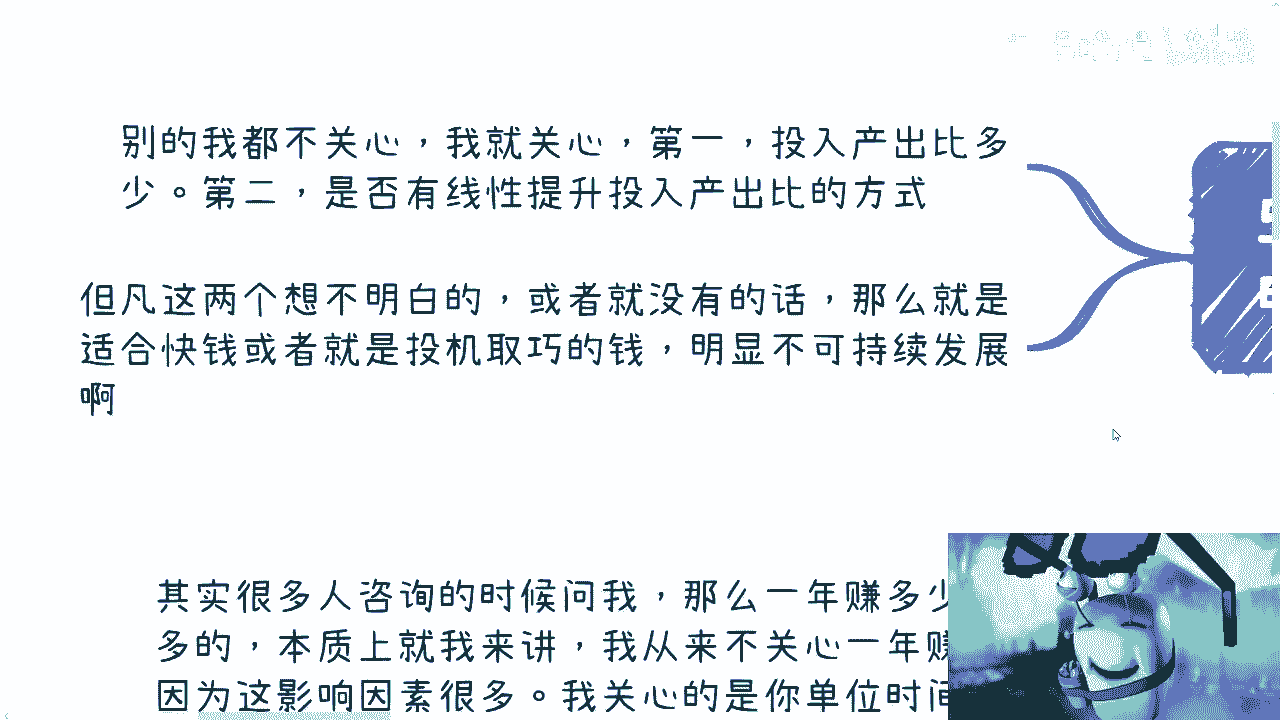 别的我都不关心，我就关心，第一，投入产出比多
少。第二，是否有线性提升投入产出比的方式
但凡这两个想不明白的，或者就没有的话，那么就是
适合快钱或者就是投机取巧的钱，明显不可持续发展
啊
其实很多人咨询的时候问我，那么一年赚多少
多的，本质上就我来讲，我从来不关心一年赚
因为这影响因素很多。我关心的是你单位时间